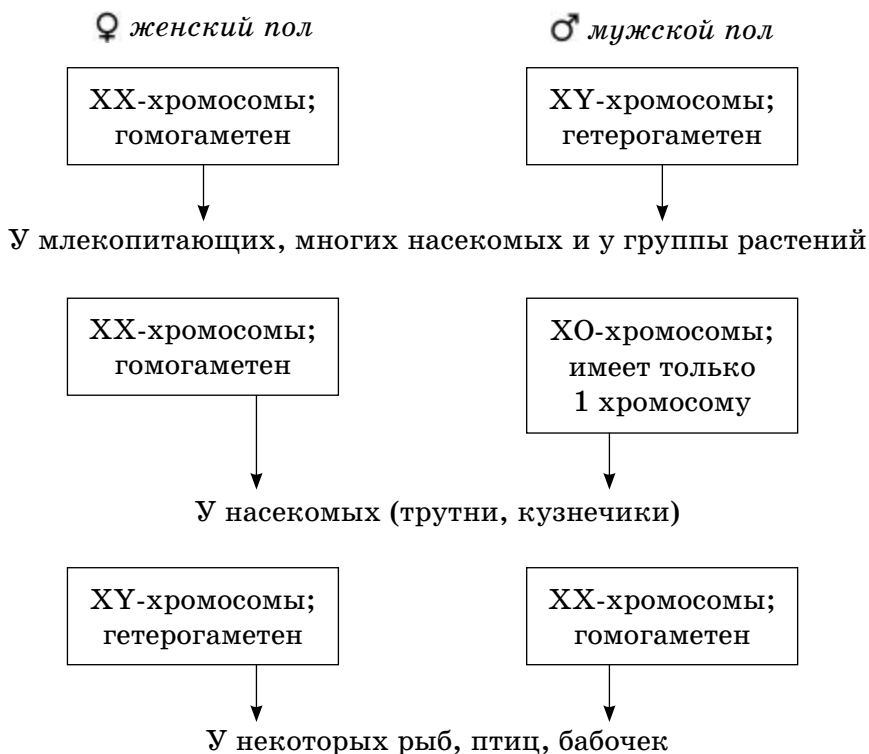 ♀ женский пол ♂ мужской пол
XX-хромосомы; XY-хромосомы;
гомогаметен гетерогаметен
У млекопитающих, многих насекомых и у группы растений
XX-хромосомы; XO-хромосомы;
гомогаметен имеет только
1 хромосому
У насекомых (трутни, кузнечики)
XY-хромосомы; XX-хромосомы;
гетерогаметен гомогаметен
У некоторых рыб, птиц, бабочек